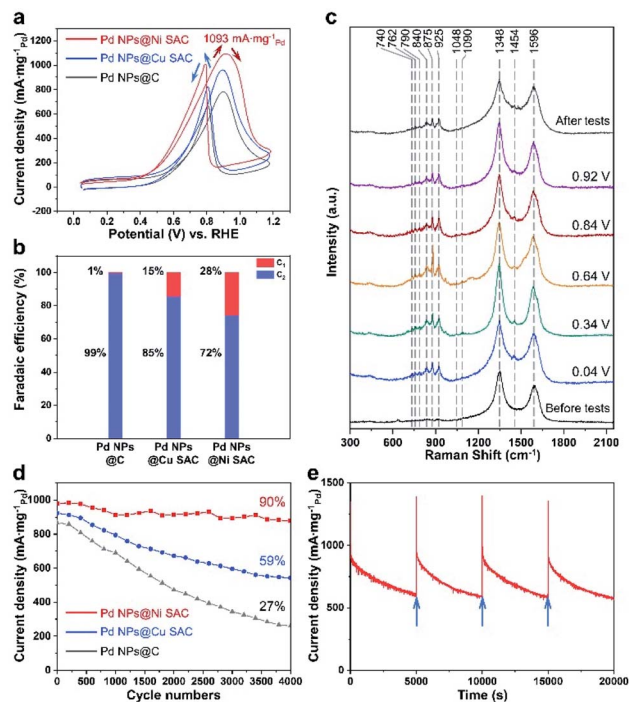 a
1200
1000
800
600
400
200
0
-200
Current density (mA·mg⁻¹Pd)
1093 mA·mg⁻¹Pd
Pd NPs@Ni SAC
Pd NPs@Cu SAC
Pd NPs@C
0.0 0.2 0.4 0.6 0.8 1.0 1.2
Potential (V) vs. RHE
b
100
80
60
40
20
0
Faradaic efficiency (%)
C₁
C₂
1% 15% 28%
99% 85% 72%
Pd NPs Pd NPs Pd NPs
@C @Cu SAC @Ni SAC
c
740
762
790
840
875
925
1048
1090
1348
1454
1596
Intensity (a.u.)
After tests
0.92 V
0.84 V
0.64 V
0.34 V
0.04 V
Before tests
300 600 900 1200 1500 1800 2100
Raman Shift (cm⁻¹)
d
1000
800
600
400
200
0
Current density (mA·mg⁻¹Pd)
90%
59%
27%
Pd NPs@Ni SAC
Pd NPs@Cu SAC
Pd NPs@C
0 500 1000 1500 2000 2500 3000 3500 4000
Cycle numbers
e
1500
1250
1000
750
500
0
Current density (mA·mg⁻¹Pd)
0 5000 10000 15000 20000
Time (s)